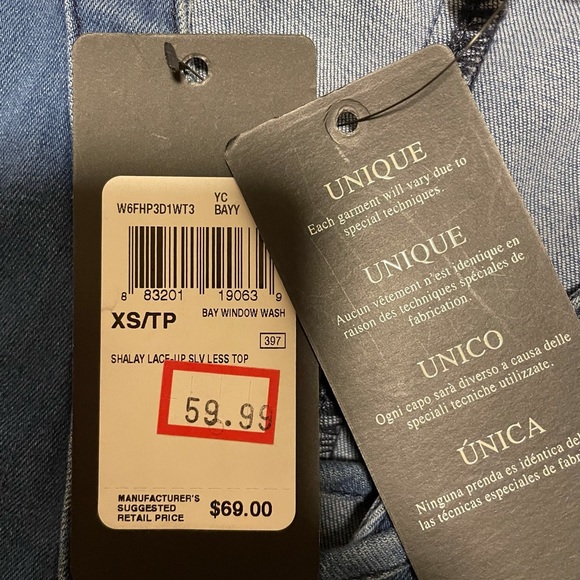 W6FHP3D1WT3 YC
BAYY
8 83201 19063 9
XS/TP BAY WINDOW WASH
397
SHALAY LACE-UP SLV LESS TOP
59.99
MANUFACTURER'S
SUGGESTED
RETAIL PRICE $69.00
UNIQUE
Each garment will vary due to
special techniques.
UNIQUE
Aucun vêtement n'est identique en
raison des techniques spéciales de
fabrication.
UNICO
Ogni capo sarà diverso a causa delle
speciali tecniche utilizzate.
ÚNICA
Ninguna prenda es idéntica de
las técnicas especiales de fabr